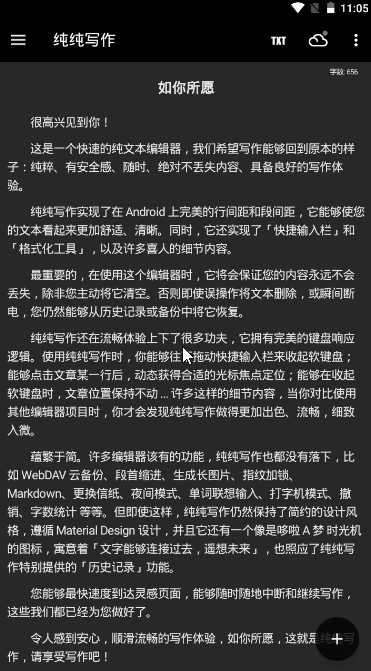 11:05
纯纯写作
TXT
字数: 656
如你所愿
很高兴见到你！
这是一个快速的纯文本编辑器，我们希望写作能够回到原本的样
子：纯粹、有安全感、随时、绝对不丢失内容、具备良好的写作体
验。
纯纯写作实现了在 Android 上完美的行间距和段间距，它能够使您
的文本看起来更加舒适、清晰。同时，它还实现了「快捷输入栏」和
「格式化工具」，以及许多喜人的细节内容。
最重要的，在使用这个编辑器时，它将会保证您的内容永远不会
丢失，除非您主动将它清空。否则即使误操作将文本删除，或瞬间断
电，您仍然能够从历史记录或备份中将它恢复。
纯纯写作还在流畅体验上下了很多功夫，它拥有完美的键盘响应
逻辑。使用纯纯写作时，你能够往 拖动快捷输入栏来收起软键盘；
能够点击文章某一行后，动态获得合适的光标焦点定位；能够在收起
软键盘时，文章位置保持不动 ... 许多这样的细节内容，当你对比使用
其他编辑器项目时，你才会发现纯纯写作做得更加出色、流畅，细致
入微。
蕴繁于简。许多编辑器该有的功能，纯纯写作也都没有落下，比
如 WebDAV 云备份、段首缩进、生成长图片、指纹加锁、
Markdown、更换信纸、夜间模式、单词联想输入、打字机模式、撤
销、字数统计 等等。但即使这样，纯纯写作仍然保持了简约的设计风
格，遵循 Material Design 设计，并且它还有一个像是哆啦 A 梦 时光机
的图标，寓意着「文字能够连接过去，遥想未来」，也照应了纯纯写
作特别提供的「历史记录」功能。
您能够最快速度到达灵感页面，能够随时随地中断和继续写作，
这些我们都已经为您做好了。
令人感到安心，顺滑流畅的写作体验，如你所愿，这就是纯纯写
作，请享受写作吧！